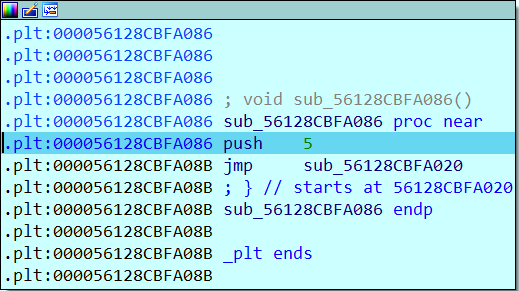 .plt:000056128CBFA086
.plt:000056128CBFA086
.plt:000056128CBFA086
.plt:000056128CBFA086 ; void sub_56128CBFA086()
.plt:000056128CBFA086 sub_56128CBFA086 proc near
.plt:000056128CBFA086 push    5
.plt:000056128CBFA08B jmp     sub_56128CBFA020
.plt:000056128CBFA08B ; } // starts at 56128CBFA020
.plt:000056128CBFA08B sub_56128CBFA086 endp
.plt:000056128CBFA08B
.plt:000056128CBFA08B _plt ends
.plt:000056128CBFA08B